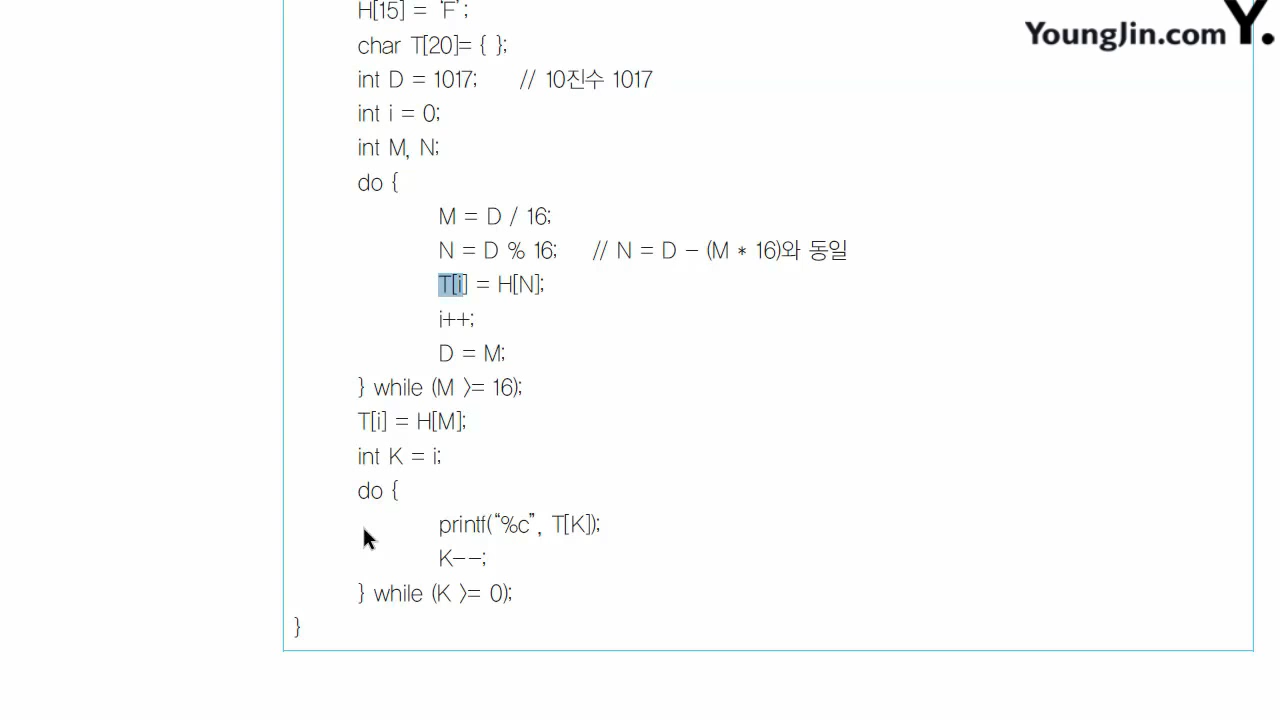 H[15] = 'F';
YoungJin.com Y.
char T[20]= { };
int D = 1017; // 10진수 1017
int i = 0;
int M, N;
do {
M = D / 16;
N = D % 16; // N = D - (M * 16)와 동일
T[i] = H[N];
i++;
D = M;
} while (M >= 16);
T[i] = H[M];
int K = i;
do {
printf(“%c”, T[K]);
K--;
} while (K >= 0);
}